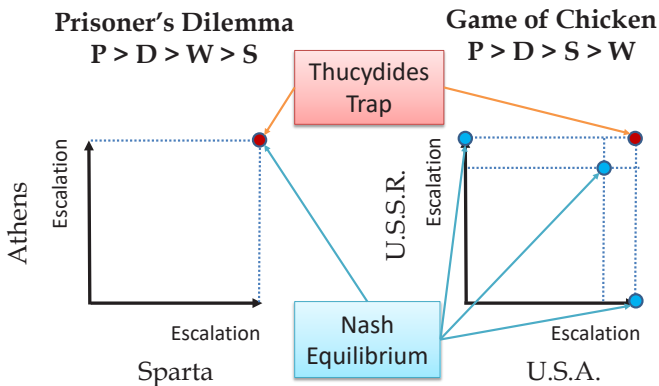 Prisoner's Dilemma
P > D > W > S
Game of Chicken
P > D > S > W
Thucydides
Trap
Athens
Escalation
Escalation
Sparta
U.S.S.R.
Escalation
Escalation
U.S.A.
Nash
Equilibrium